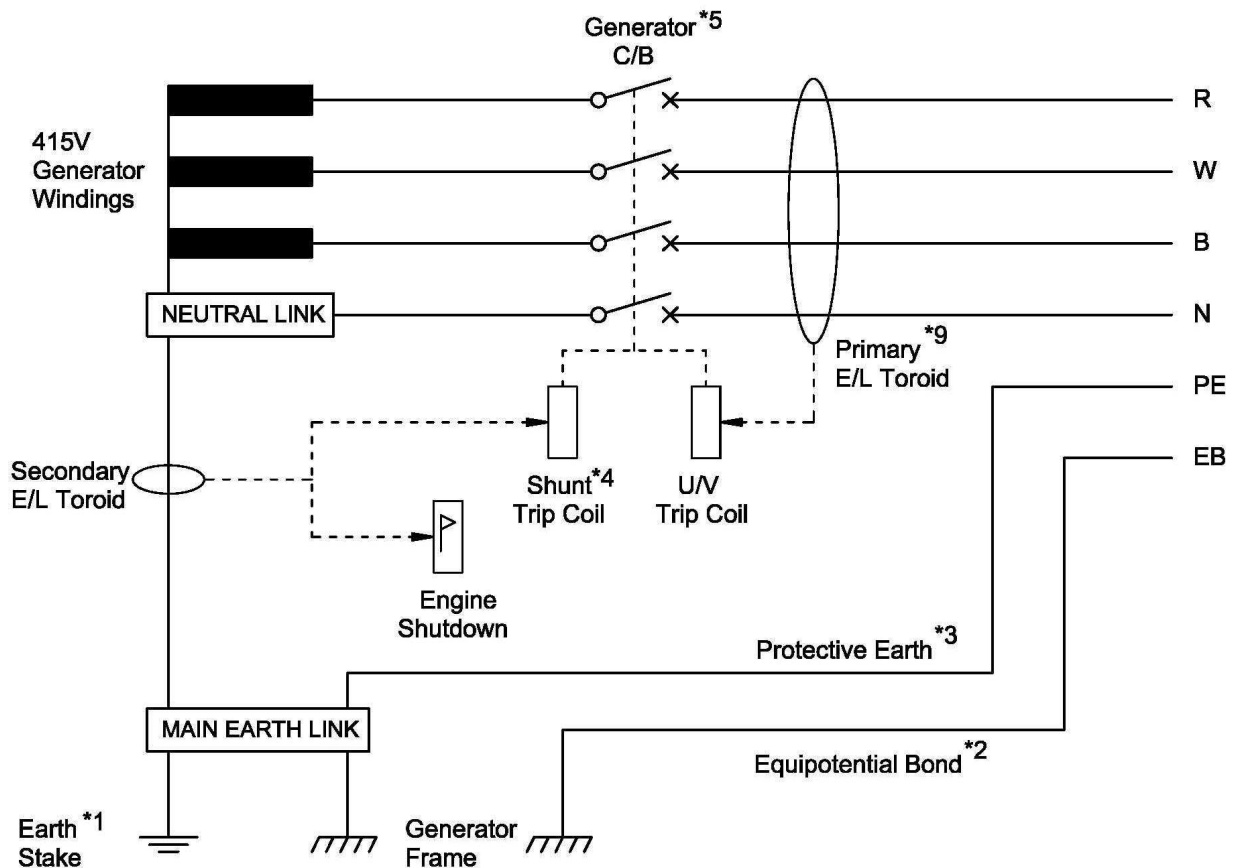 Generator *5
C/B
R
415V
Generator
Windings
W
B
NEUTRAL LINK
N
Primary *9
E/L Toroid
PE
Secondary
E/L Toroid
Shunt *4
Trip Coil
U/V
Trip Coil
EB
Engine
Shutdown
Protective Earth *3
MAIN EARTH LINK
Equipotential Bond *2
Earth *1
Stake
Generator
Frame